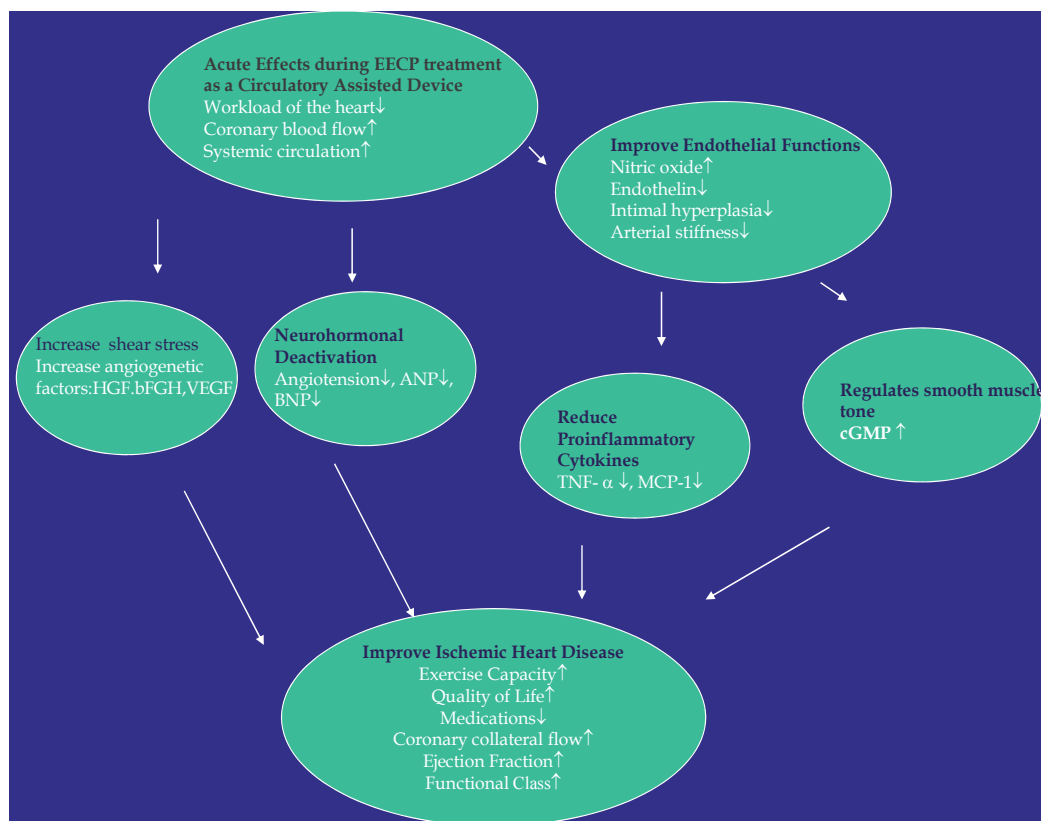 Acute Effects during EECP treatment
as a Circulatory Assisted Device
Workload of the heart↓
Coronary blood flow↑
Systemic circulation↑
Improve Endothelial Functions
Nitric oxide↑
Endothelin↓
Intimal hyperplasia↓
Arterial stiffness↓
Increase shear stress
Increase angiogenetic
factors:HGF.bFGH,VEGF
Neurohormonal
Deactivation
Angiotension↓, ANP↓,
BNP↓
Reduce
Proinflammatory
Cytokines
TNF- α ↓, MCP-1↓
Regulates smooth muscle
tone
cGMP ↑
Improve Ischemic Heart Disease
Exercise Capacity↑
Quality of Life↑
Medications↓
Coronary collateral flow↑
Ejection Fraction↑
Functional Class↑